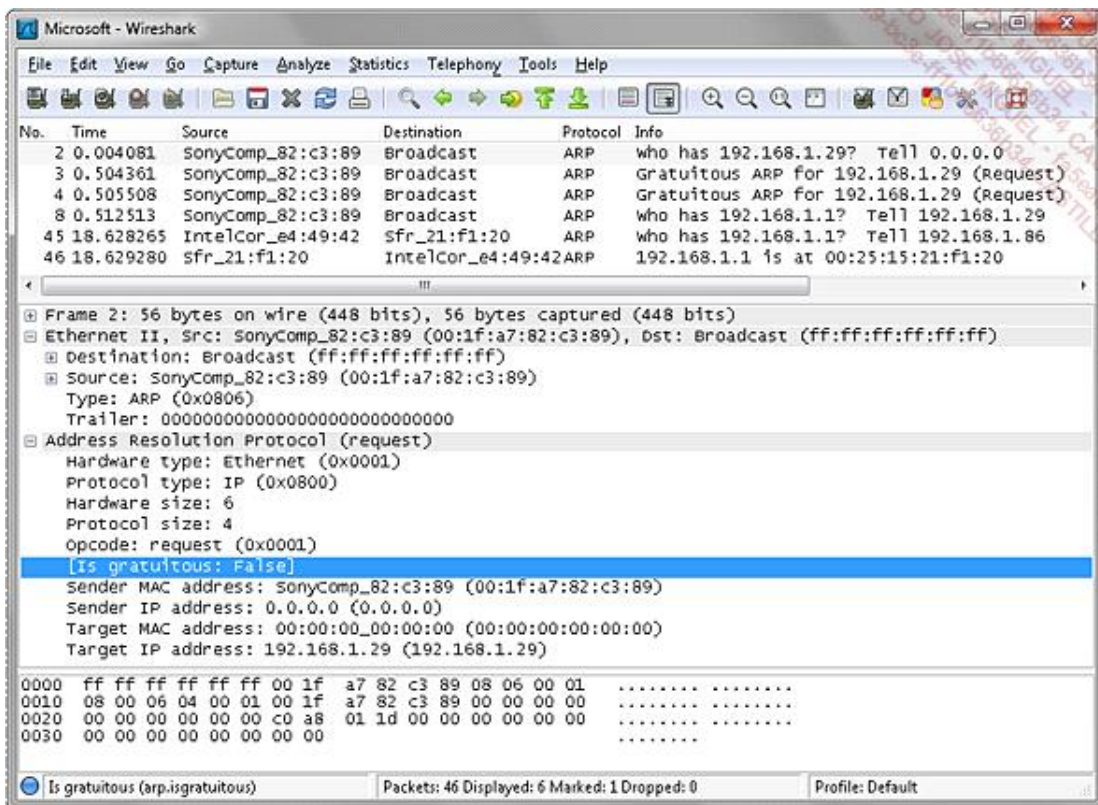 Microsoft - Wireshark
File Edit View Go Capture Analyze Statistics Telephony Tools Help
No. Time Source Destination Protocol Info
2 0.004081 SonyComp_82:c3:89 Broadcast ARP who has 192.168.1.29? Tell 0.0.0.0
3 0.504361 SonyComp_82:c3:89 Broadcast ARP Gratuitous ARP for 192.168.1.29 (Request)
4 0.505508 SonyComp_82:c3:89 Broadcast ARP Gratuitous ARP for 192.168.1.29 (Request)
8 0.512513 SonyComp_82:c3:89 Broadcast ARP who has 192.168.1.1? Tell 192.168.1.29
45 18.628265 IntelCor_e4:49:42 Sfr_21:f1:20 ARP who has 192.168.1.1? Tell 192.168.1.86
46 18.629280 Sfr_21:f1:20 IntelCor_e4:49:42 ARP 192.168.1.1 is at 00:25:15:21:f1:20
Frame 2: 56 bytes on wire (448 bits), 56 bytes captured (448 bits)
Ethernet II, Src: SonyComp_82:c3:89 (00:1f:a7:82:c3:89), Dst: Broadcast (ff:ff:ff:ff:ff:ff)
Destination: Broadcast (ff:ff:ff:ff:ff:ff)
Source: SonyComp_82:c3:89 (00:1f:a7:82:c3:89)
Type: ARP (0x0806)
Trailer: 0000000000000000000000000000
Address Resolution Protocol (request)
Hardware type: Ethernet (0x0001)
Protocol type: IP (0x0800)
Hardware size: 6
Protocol size: 4
Opcode: request (0x0001)
[Is gratuitous: False]
Sender MAC address: SonyComp_82:c3:89 (00:1f:a7:82:c3:89)
Sender IP address: 0.0.0.0 (0.0.0.0)
Target MAC address: 00:00:00_00:00:00 (00:00:00:00:00:00)
Target IP address: 192.168.1.29 (192.168.1.29)
0000 ff ff ff ff ff ff 00 1f a7 82 c3 89 08 06 00 01 ........ ........
0010 08 00 06 04 00 01 00 1f a7 82 c3 89 00 00 00 00 ........ ........
0020 00 00 00 00 00 00 c0 a8 01 1d 00 00 00 00 00 00 ........ ........
0030 00 00 00 00 00 00 00 00 ........
Is gratuitous (arp.isgratuitous) Packets: 46 Displayed: 6 Marked: 1 Dropped: 0 Profile: Default